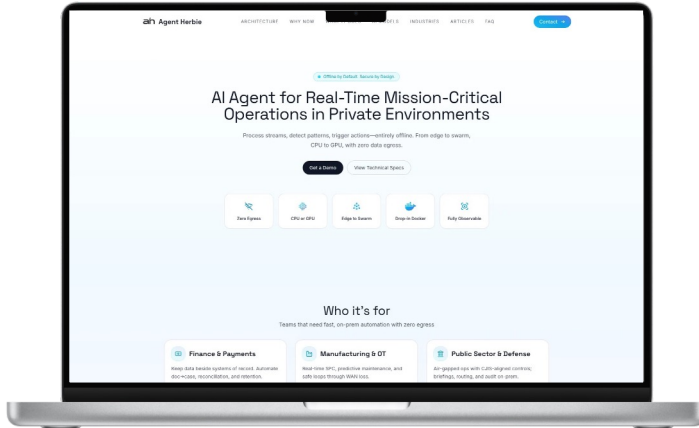 ah Agent Herbie
ARCHITECTURE WHY NOW INDUSTRIES ARTICLES FAQ
Contact →
Offline by Default. Secure by Design
AI Agent for Real-Time Mission-Critical
Operations in Private Environments
Process streams, detect patterns, trigger actions—entirely offline. From edge to swarm,
CPU to GPU, with zero data egress.
Get a Demo View Technical Specs
Zero Egress CPU or GPU Edge to Swarm Drop-in Docker Fully Observable
Who it's for
Teams that need fast, on-prem automation with zero egress
Finance & Payments Manufacturing & OT Public Sector & Defense
Keep data beside systems of record. Automate Real-time SPC, predictive maintenance, and Air-gapped ops with CJIS-aligned controls;
doc→case, reconciliation, and retention. safe loops through WAN loss. briefings, routing, and audit on-prem.